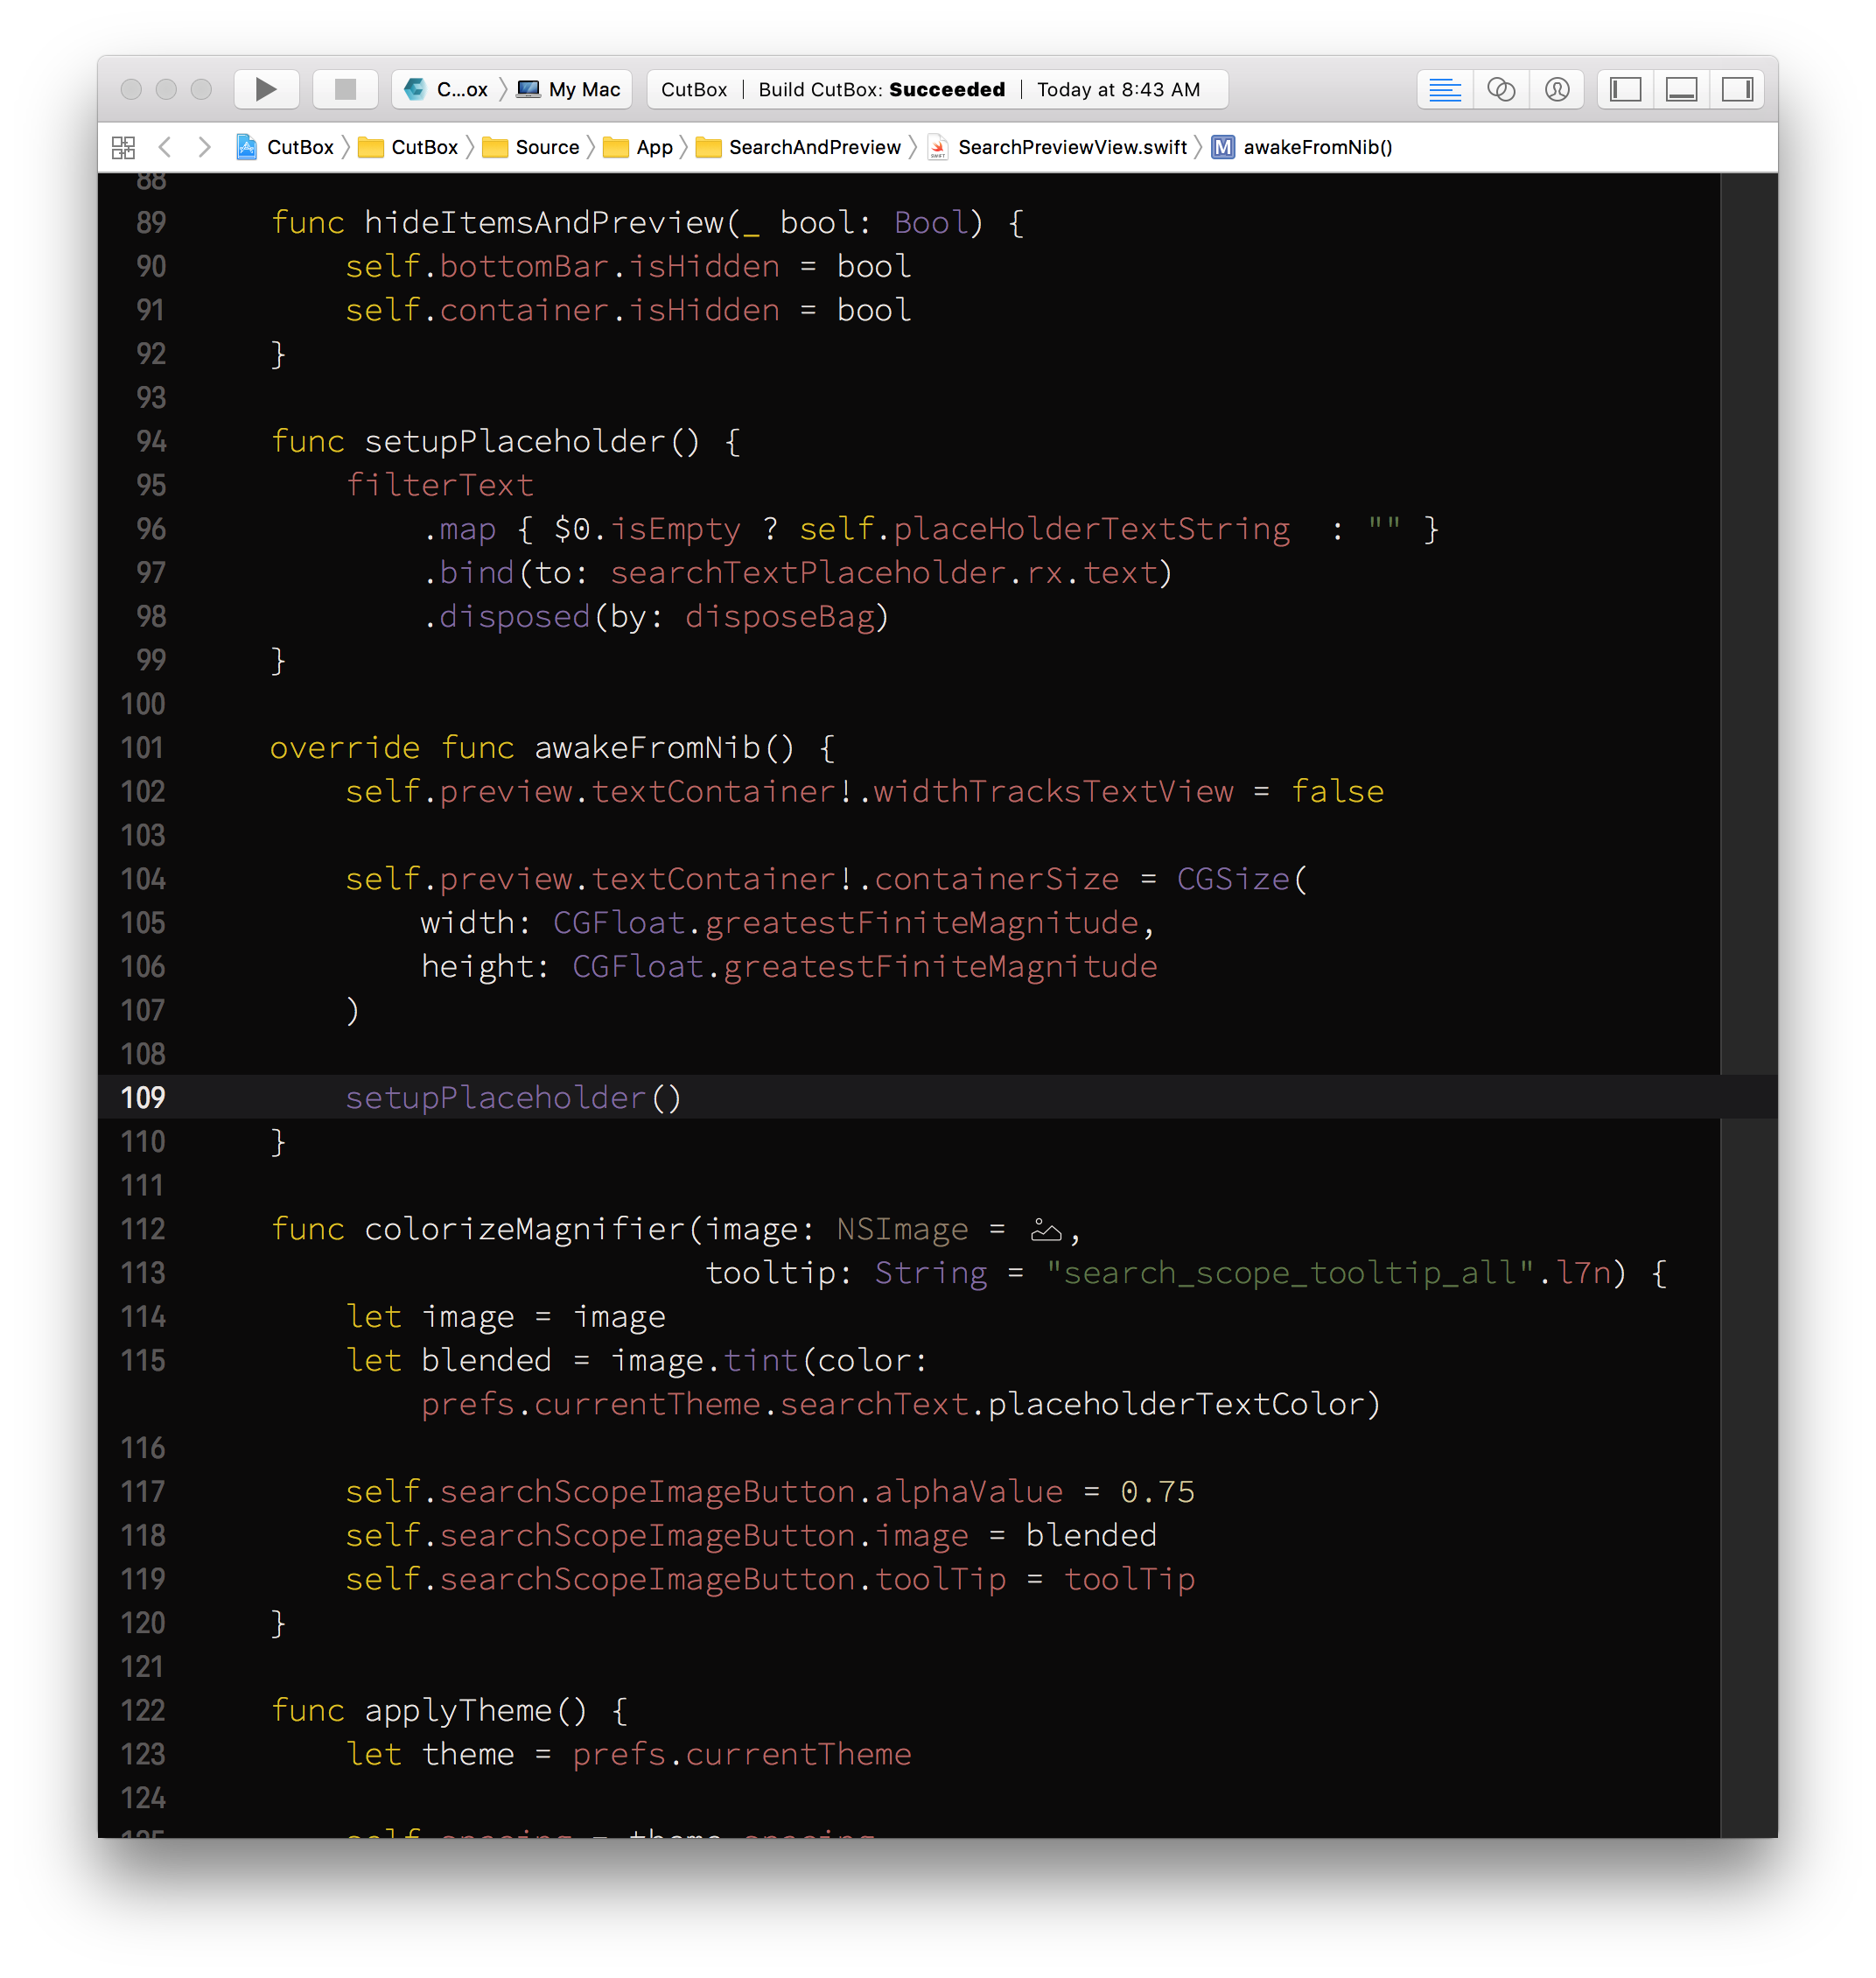 C...ox My Mac CutBox | Build CutBox: Succeeded | Today at 8:43 AM
CutBox CutBox Source App SearchAndPreview SearchPreviewView.swift M awakeFromNib()
88
89 func hideItemsAndPreview(_ bool: Bool) {
90 self.bottomBar.isHidden = bool
91 self.container.isHidden = bool
92 }
93
94 func setupPlaceholder() {
95 filterText
96 .map { $0.isEmpty ? self.placeHolderTextString  : "" }
97 .bind(to: searchTextPlaceholder.rx.text)
98 .disposed(by: disposeBag)
99 }
100
101 override func awakeFromNib() {
102 self.preview.textContainer!.widthTracksTextView = false
103
104 self.preview.textContainer!.containerSize = CGSize(
105 width: CGFloat.greatestFiniteMagnitude,
106 height: CGFloat.greatestFiniteMagnitude
107 )
108
109 setupPlaceholder()
110 }
111
112 func colorizeMagnifier(image: NSImage = ,
113 tooltip: String = "search_scope_tooltip_all".l7n) {
114 let image = image
115 let blended = image.tint(color:
prefs.currentTheme.searchText.placeholderTextColor)
116
117 self.searchScopeImageButton.alphaValue = 0.75
118 self.searchScopeImageButton.image = blended
119 self.searchScopeImageButton.toolTip = toolTip
120 }
121
122 func applyTheme() {
123 let theme = prefs.currentTheme
124
125 self.spacing = theme.spacing